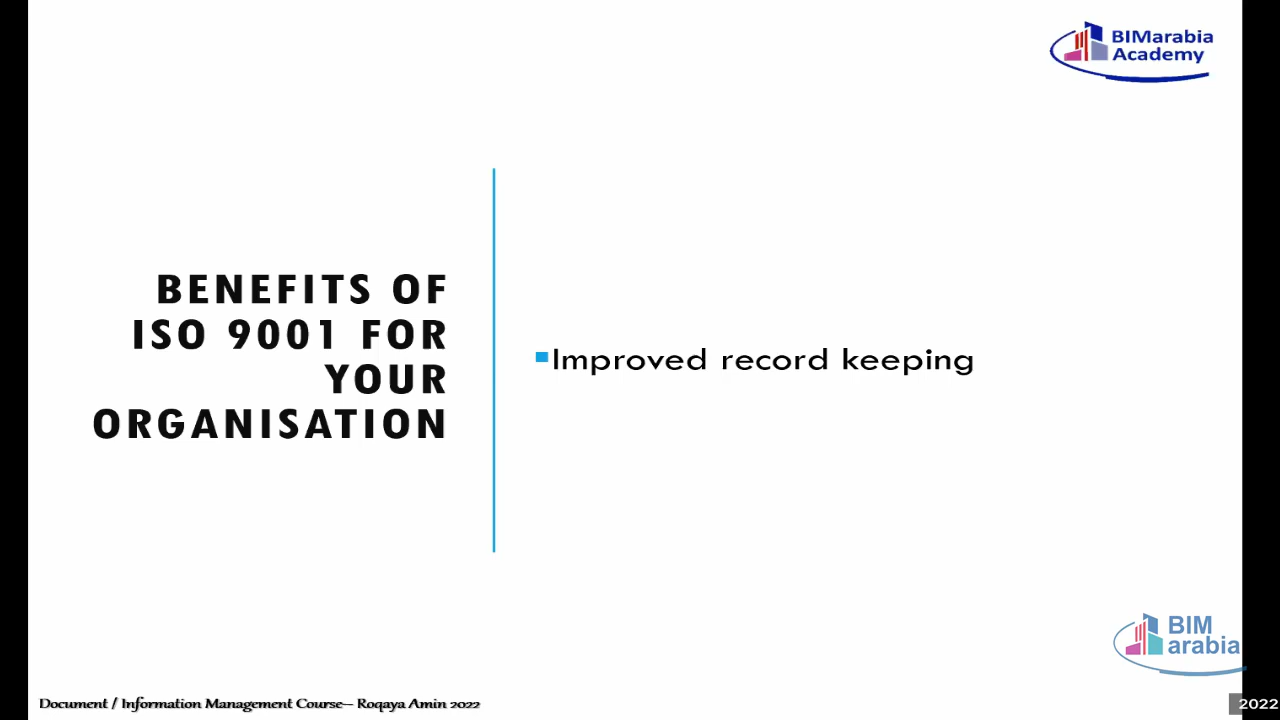 BIMarabia
Academy
BENEFITS OF
ISO 9001 FOR
YOUR
ORGANISATION
Improved record keeping
BIM
arabia
Document / Information Management Course– Roqaya Amin 2022
2022